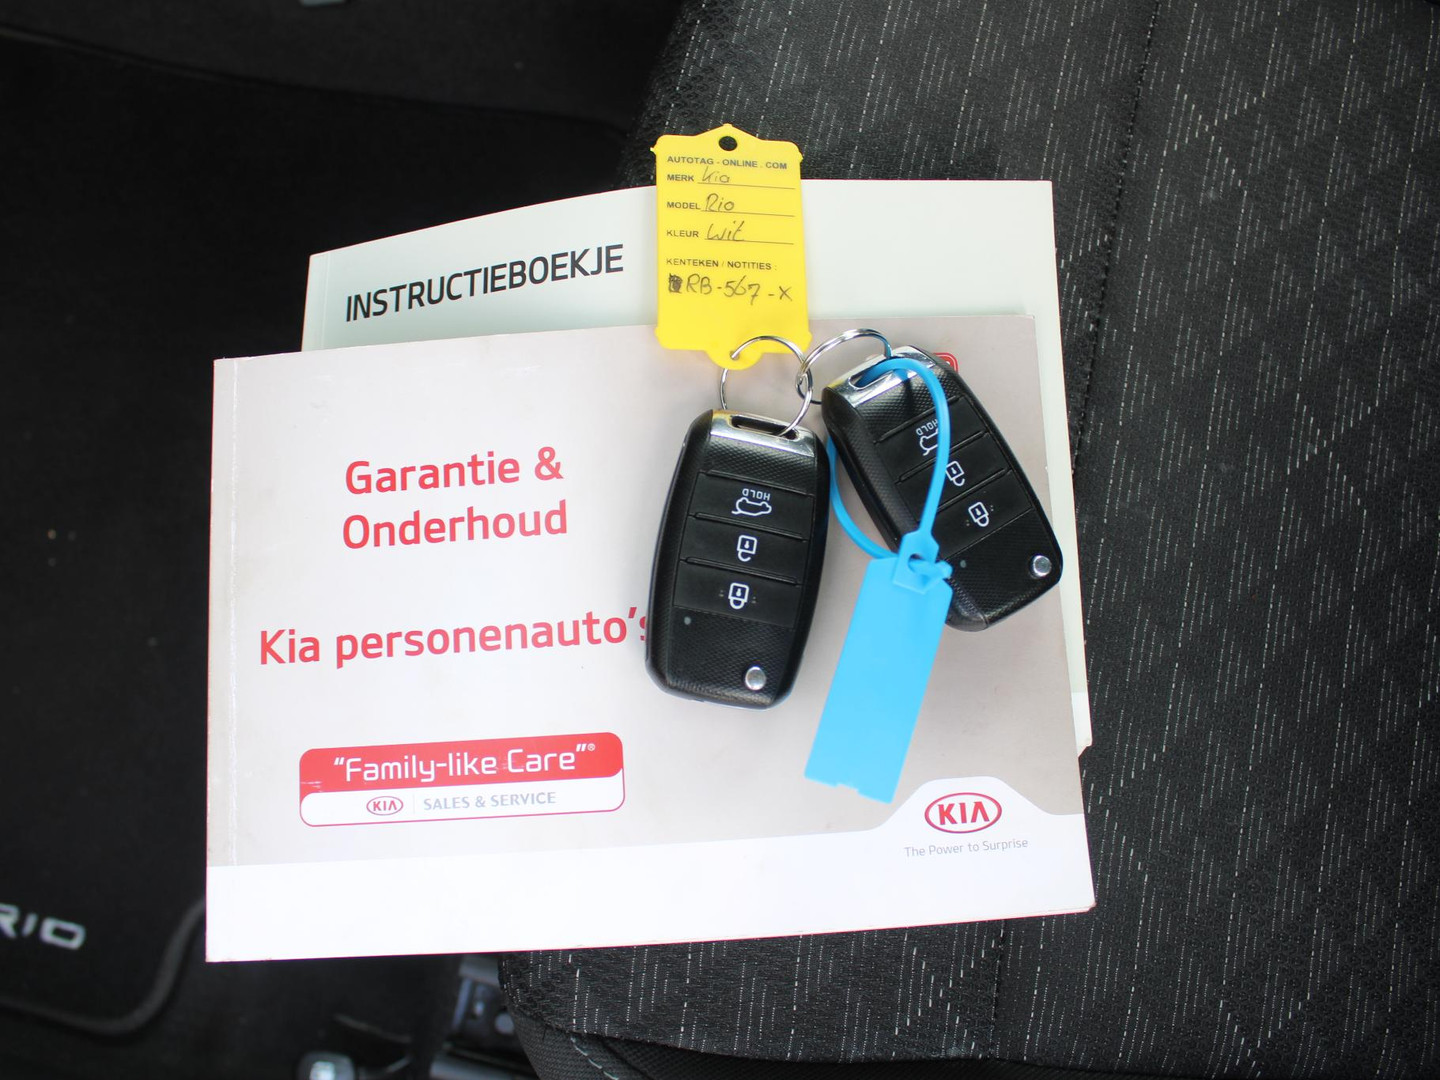 AUTOTAG - ONLINE . COM
MERK Kia
MODEL Rio
KLEUR Wit
KENTEKEN / NOTITIES :
RB-567-X
INSTRUCTIEBOEKJE
Garantie &
Onderhoud
Kia personenauto's
"Family-like Care"®
KIA SALES & SERVICE
KIA
The Power to Surprise
HOLD
HOLD
RIO